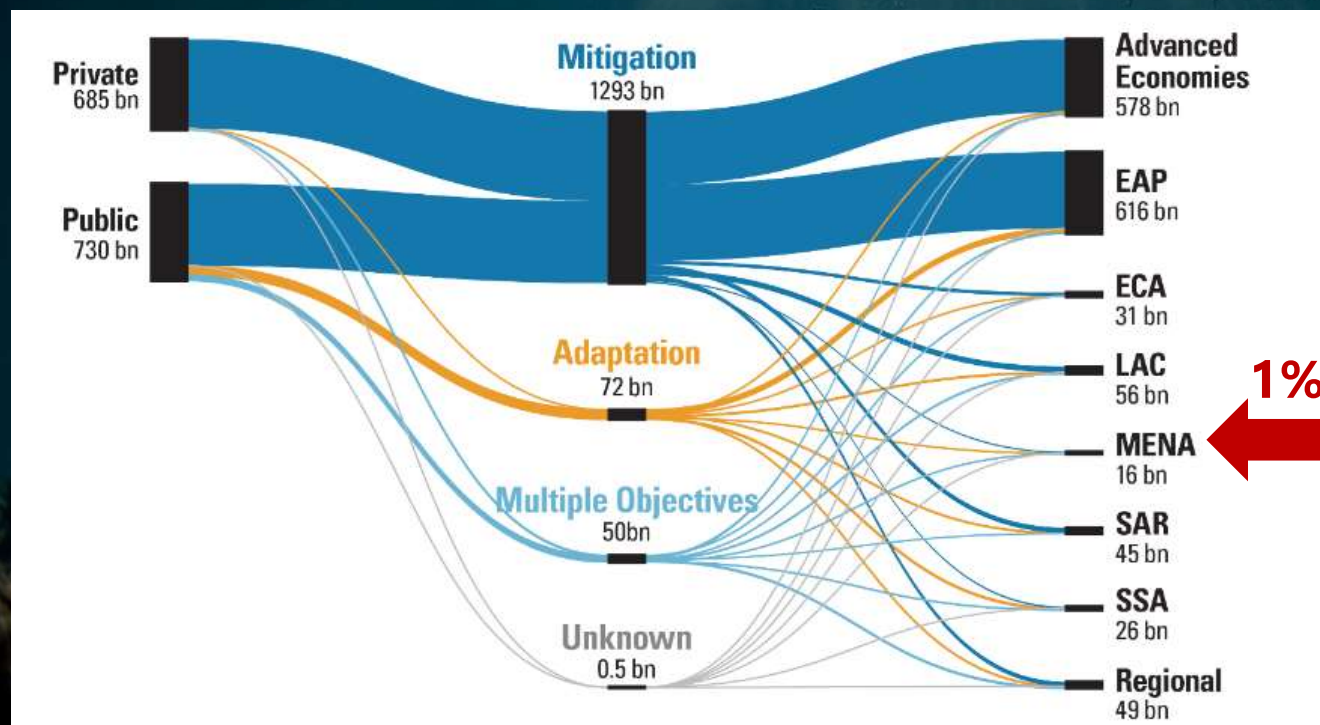 Private
685 bn
Public
730 bn
Mitigation
1293 bn
Adaptation
72 bn
Multiple Objectives
50bn
Unknown
0.5 bn
Advanced
Economies
578 bn
EAP
616 bn
ECA
31 bn
LAC
56 bn
MENA
16 bn
SAR
45 bn
SSA
26 bn
Regional
49 bn
1%